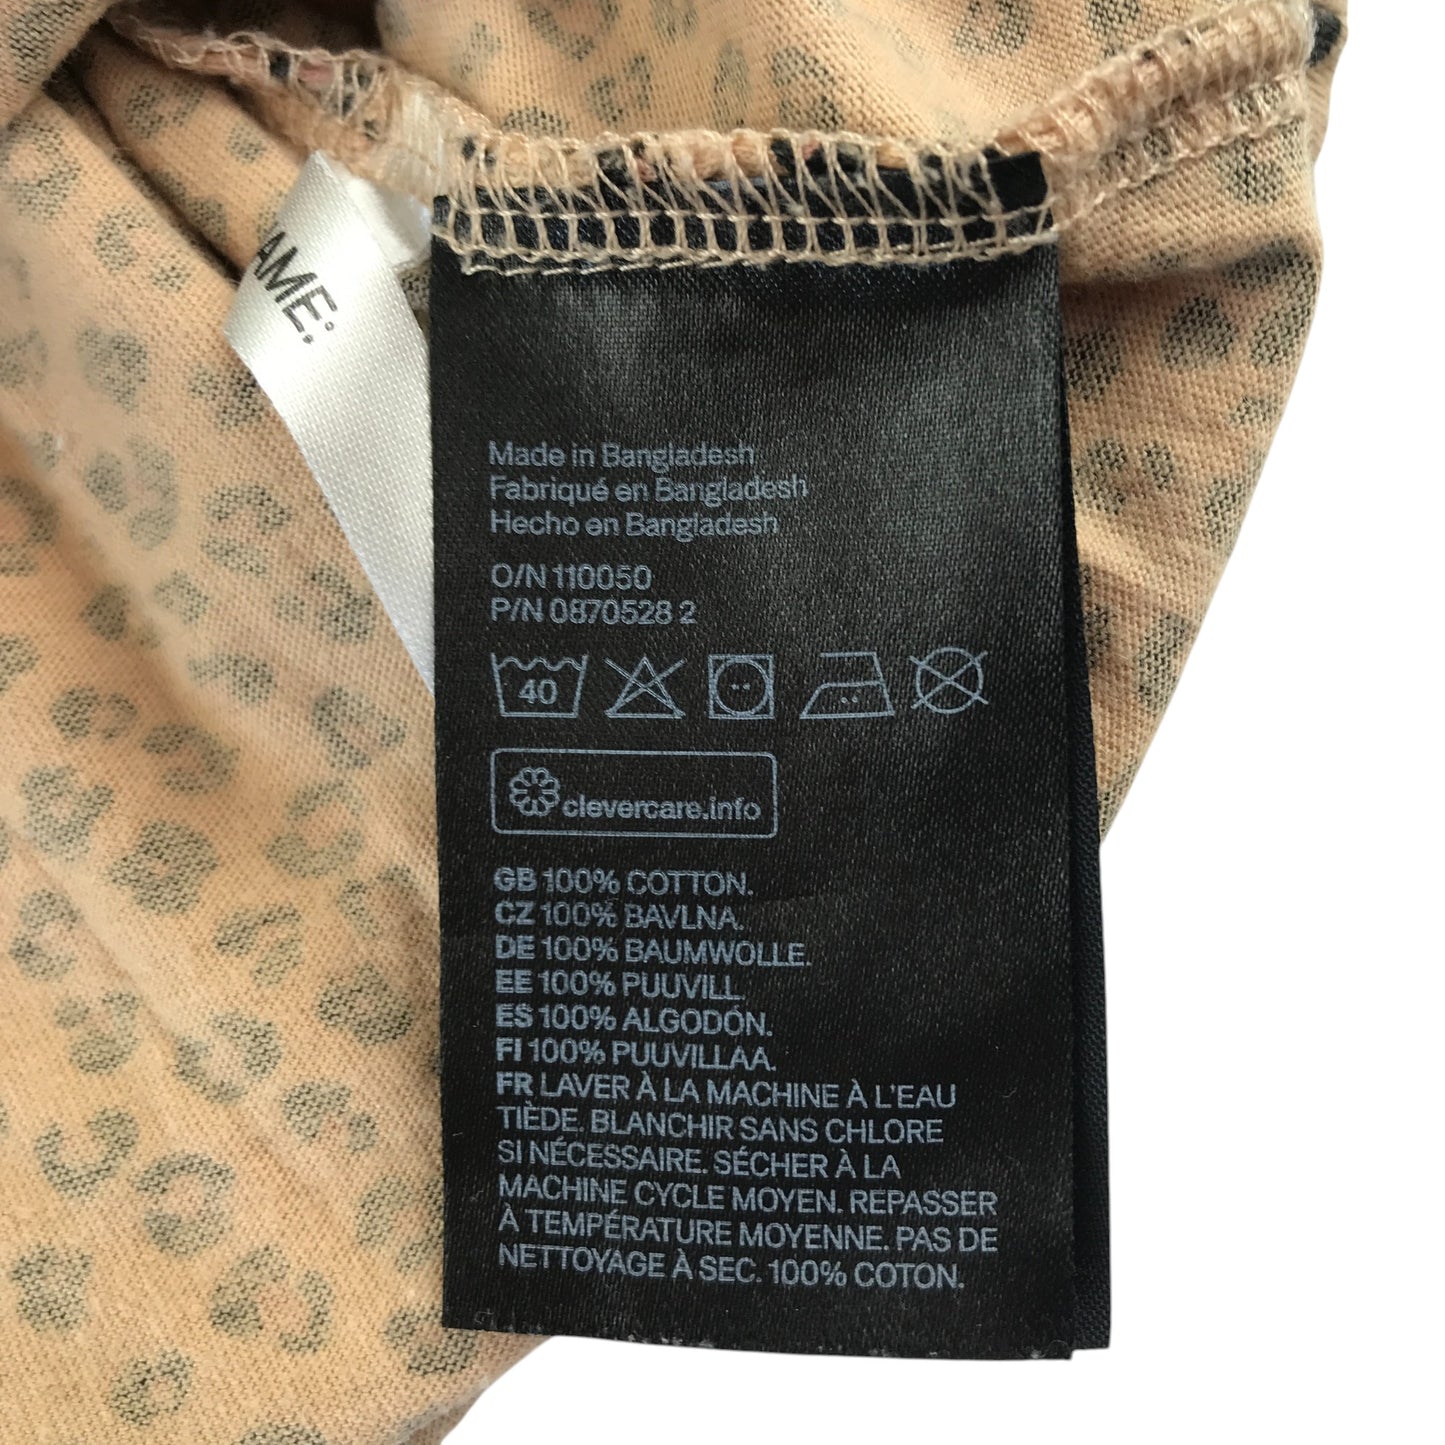 AME:
Made in Bangladesh
Fabriqué en Bangladesh
Hecho en Bangladesh
O/N 110050
P/N 0870528 2
40
clevercare.info
GB 100% COTTON.
CZ 100% BAVLNA.
DE 100% BAUMWOLLE.
EE 100% PUUVILL.
ES 100% ALGODÓN.
FI 100% PUUVILLAA.
FR LAVER À LA MACHINE À L'EAU
TIÈDE. BLANCHIR SANS CHLORE
SI NÉCESSAIRE. SÉCHER À LA
MACHINE CYCLE MOYEN. REPASSER
À TEMPÉRATURE MOYENNE. PAS DE
NETTOYAGE À SEC. 100% COTON.